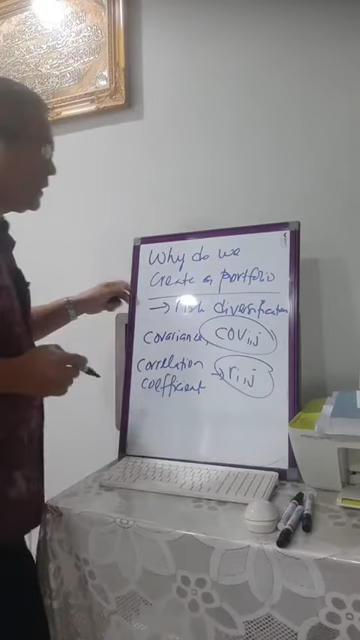 Why do we
Create a portfolio
→ risk diversification
Covariance, COVi,j
Correlation → ri,j
coefficient